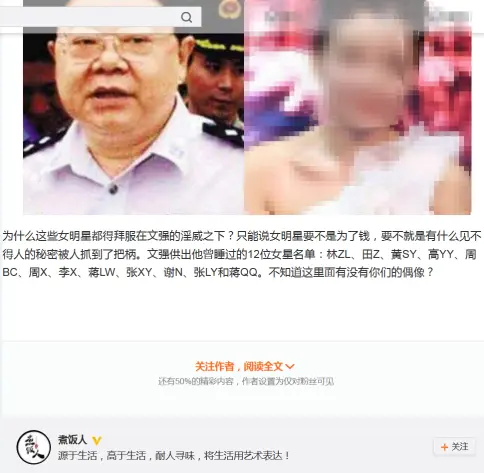 为什么这些女明星都得拜服在文强的淫威之下？只能说女明星要不是为了钱，要不就是有什么见不
得人的秘密被人抓到了把柄。文强供出他曾睡过的12位女星名单：林ZL、田Z、黄SY、高YY、周
BC、周X、李X、蒋LW、张XY、谢N、张LY和蒋QQ。不知道这里面有没有你们的偶像？
关注作者，阅读全文
还有50%的精彩内容，作者设置为仅对粉丝可见
煮饭人
煮饭人
+关注
源于生活，高于生活，耐人寻味，将生活用艺术表达！